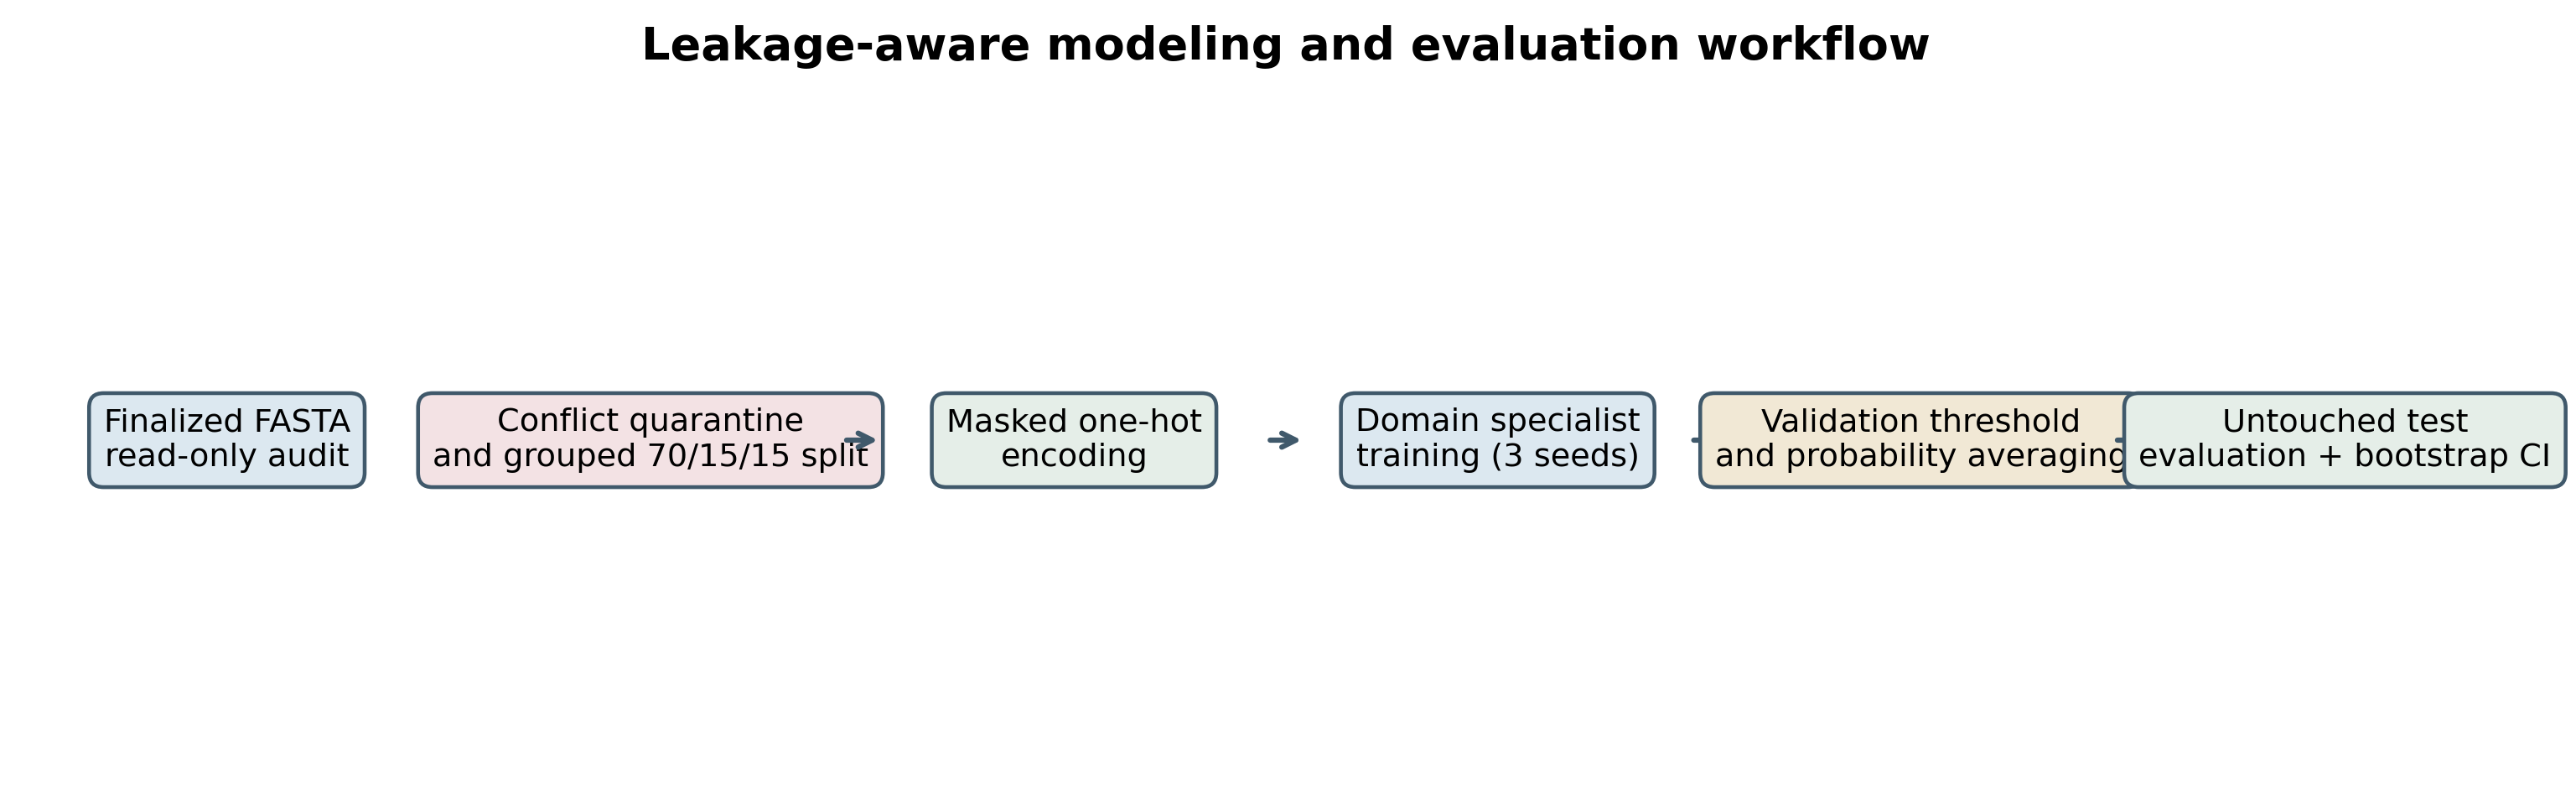 Leakage-aware modeling and evaluation workflow
Finalized FASTA
read-only audit
Conflict quarantine
and grouped 70/15/15 split
Masked one-hot
encoding
Domain specialist
training (3 seeds)
Validation threshold
and probability averaging
Untouched test
evaluation + bootstrap CI